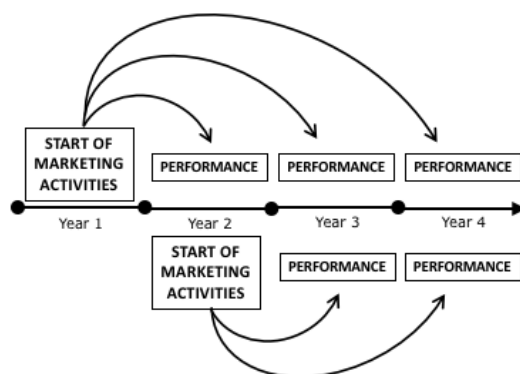 START OF
MARKETING
ACTIVITIES
PERFORMANCE
PERFORMANCE
PERFORMANCE
Year 1
Year 2
Year 3
Year 4
START OF
MARKETING
ACTIVITIES
PERFORMANCE
PERFORMANCE